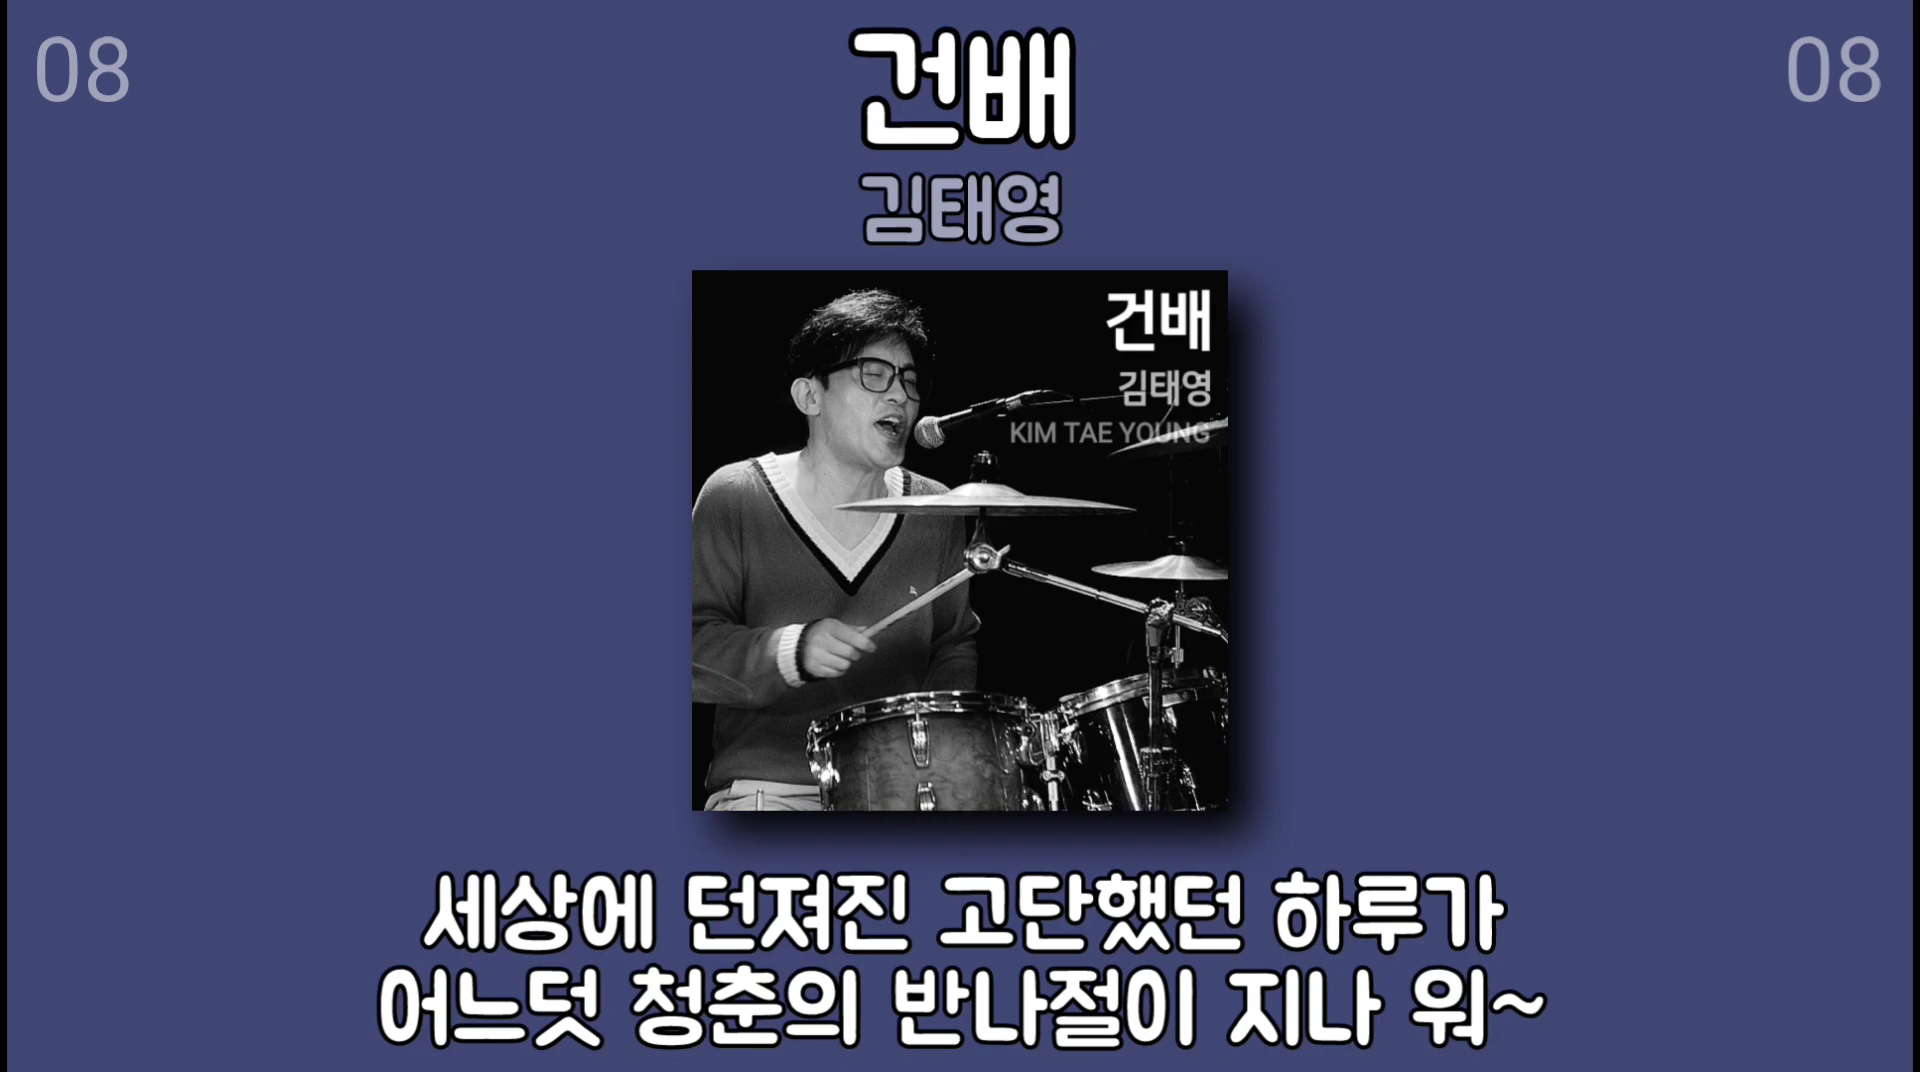 08
08
건배
김태영
건배
김태영
KIM TAE YOUNG
세상에 던져진 고단했던 하루가
어느덧 청춘의 반나절이 지나 워~